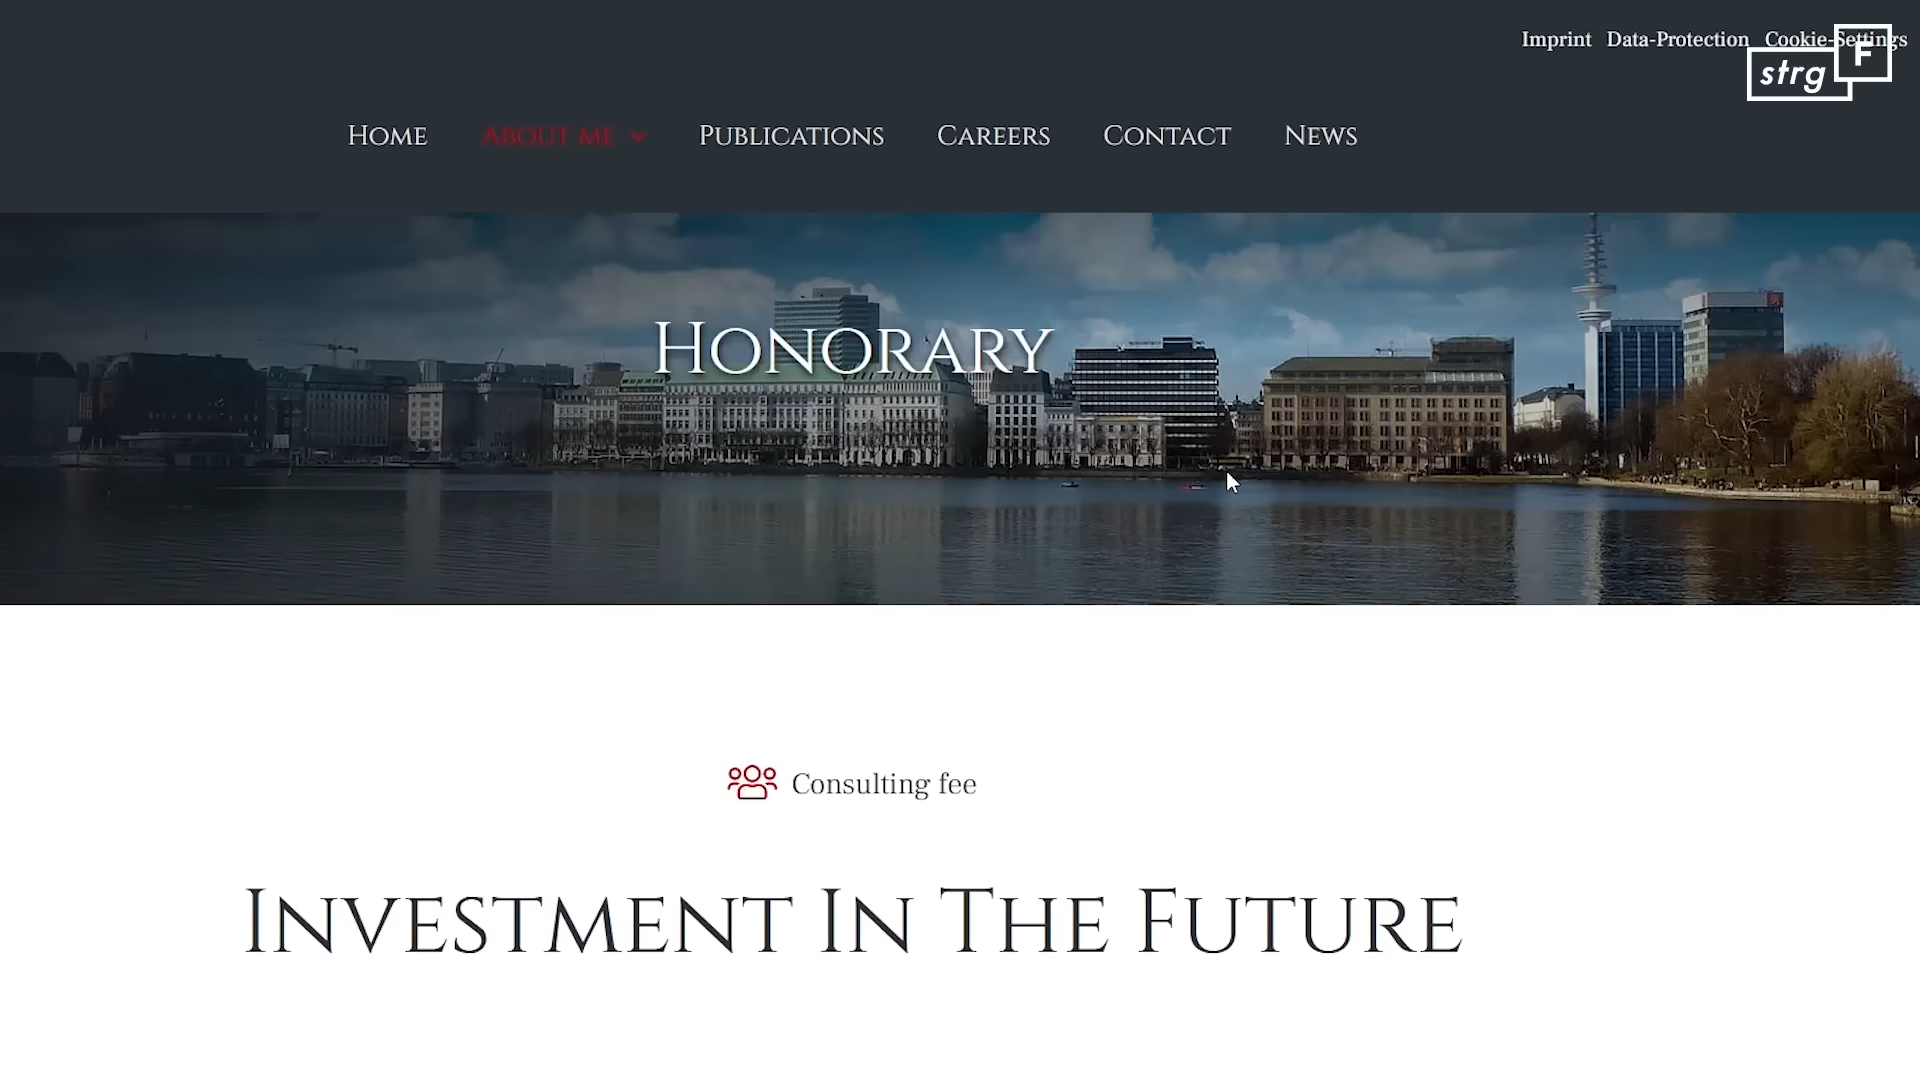 Imprint Data-Protection Cookie-Settings
strg F
Home About me Publications Careers Contact News
Honorary
Consulting fee
Investment In The Future